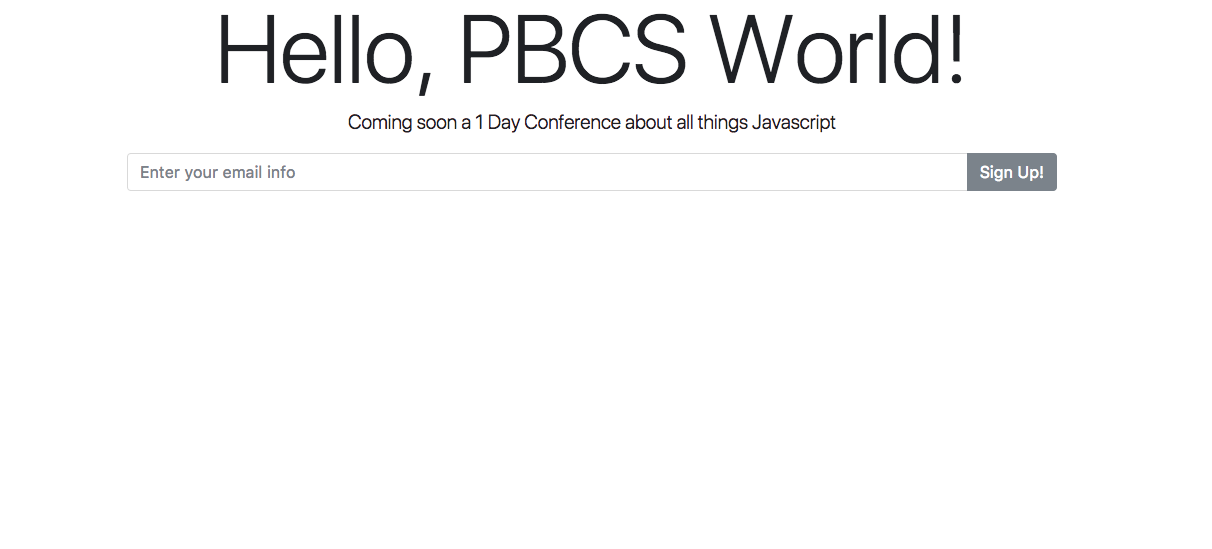 Hello, PBCS World!
Coming soon a 1 Day Conference about all things Javascript
Enter your email info
Sign Up!